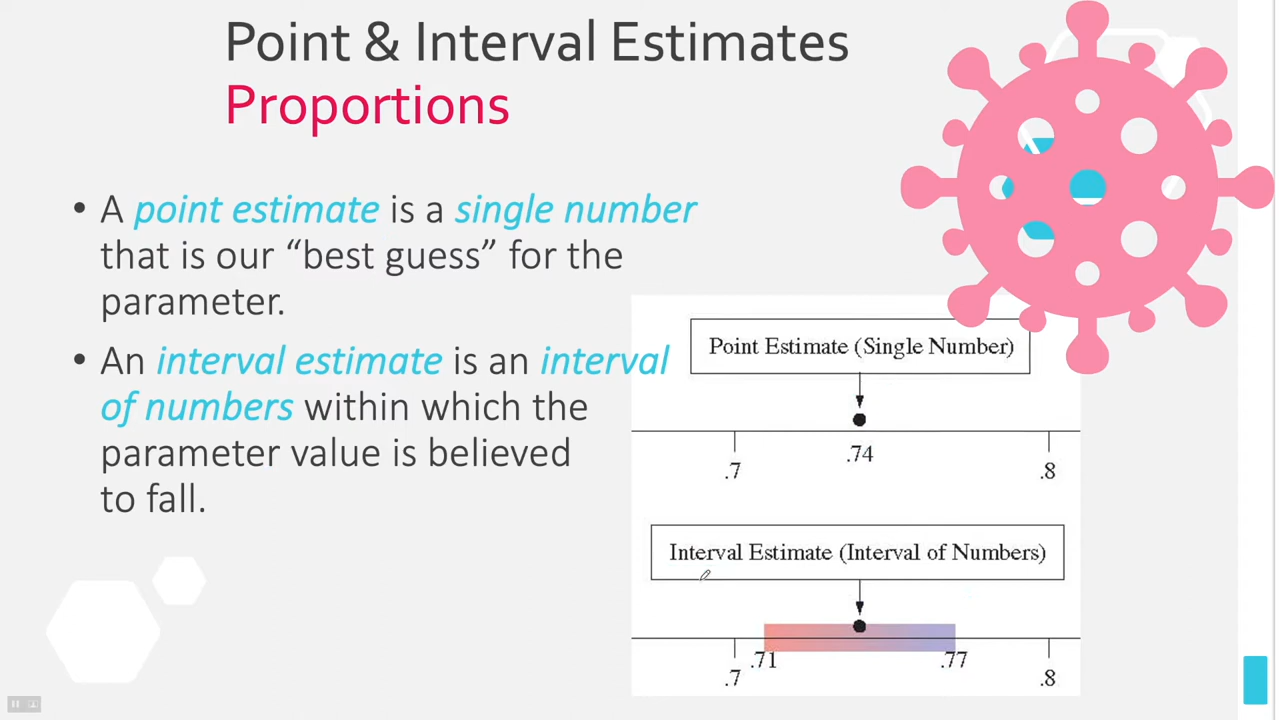 Point & Interval Estimates
Proportions
• A point estimate is a single number
that is our “best guess” for the
parameter.
• An interval estimate is an interval
of numbers within which the
parameter value is believed
to fall.
Point Estimate (Single Number)
.7 .74 .8
Interval Estimate (Interval of Numbers)
.7 .71 .77 .8